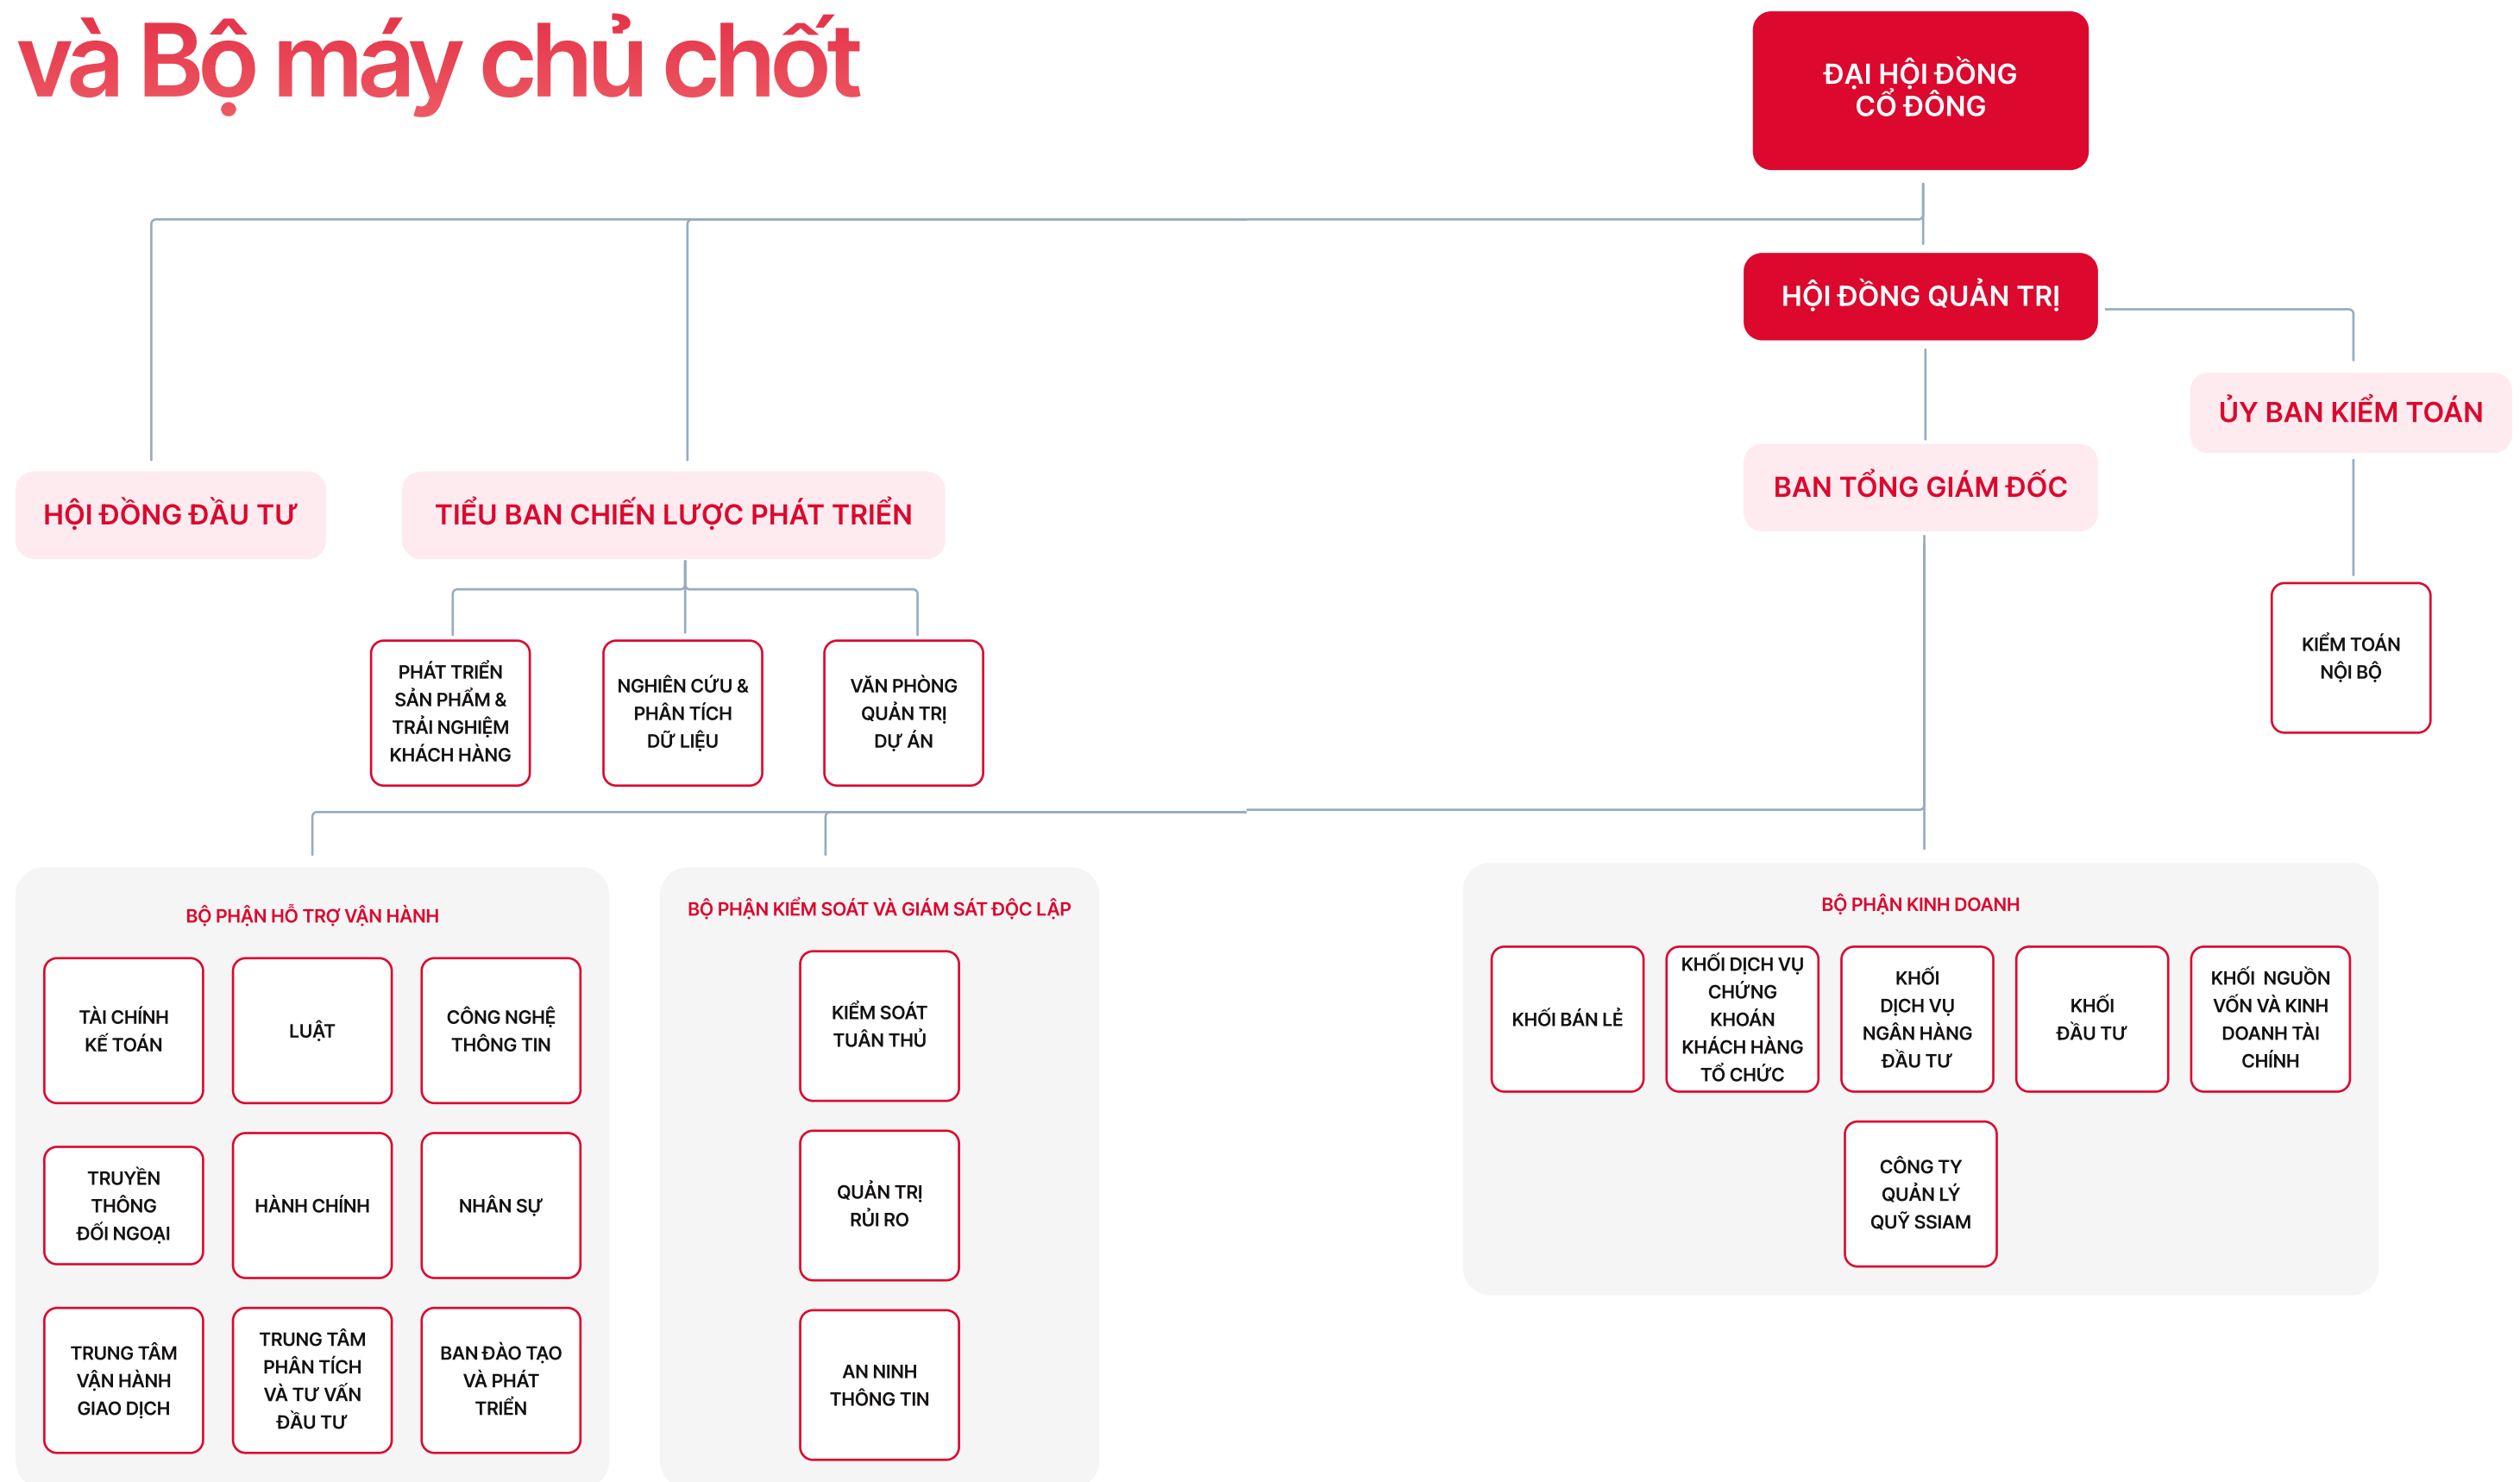 và Bộ máy chủ chốt
ĐẠI HỘI ĐỒNG
CỔ ĐÔNG
HỘI ĐỒNG QUẢN TRỊ
ỦY BAN KIỂM TOÁN
BAN TỔNG GIÁM ĐỐC
HỘI ĐỒNG ĐẦU TƯ
TIỂU BAN CHIẾN LƯỢC PHÁT TRIỂN
PHÁT TRIỂN
SẢN PHẨM &
TRẢI NGHIỆM
KHÁCH HÀNG
NGHIÊN CỨU &
PHÂN TÍCH
DỮ LIỆU
VĂN PHÒNG
QUẢN TRỊ
DỰ ÁN
KIỂM TOÁN
NỘI BỘ
BỘ PHẬN HỖ TRỢ VẬN HÀNH
TÀI CHÍNH
KẾ TOÁN
LUẬT
CÔNG NGHỆ
THÔNG TIN
TRUYỀN
THÔNG
ĐỐI NGOẠI
HÀNH CHÍNH
NHÂN SỰ
TRUNG TÂM
VẬN HÀNH
GIAO DỊCH
TRUNG TÂM
PHÂN TÍCH
VÀ TƯ VẤN
ĐẦU TƯ
BAN ĐÀO TẠO
VÀ PHÁT
TRIỂN
BỘ PHẬN KIỂM SOÁT VÀ GIÁM SÁT ĐỘC LẬP
KIỂM SOÁT
TUÂN THỦ
QUẢN TRỊ
RỦI RO
AN NINH
THÔNG TIN
BỘ PHẬN KINH DOANH
KHỐI BÁN LẺ
KHỐI DỊCH VỤ
CHỨNG
KHOÁN
KHÁCH HÀNG
TỔ CHỨC
KHỐI
DỊCH VỤ
NGÂN HÀNG
ĐẦU TƯ
KHỐI
ĐẦU TƯ
KHỐI NGUỒN
VỐN VÀ KINH
DOANH TÀI
CHÍNH
CÔNG TY
QUẢN LÝ
QUỸ SSIAM